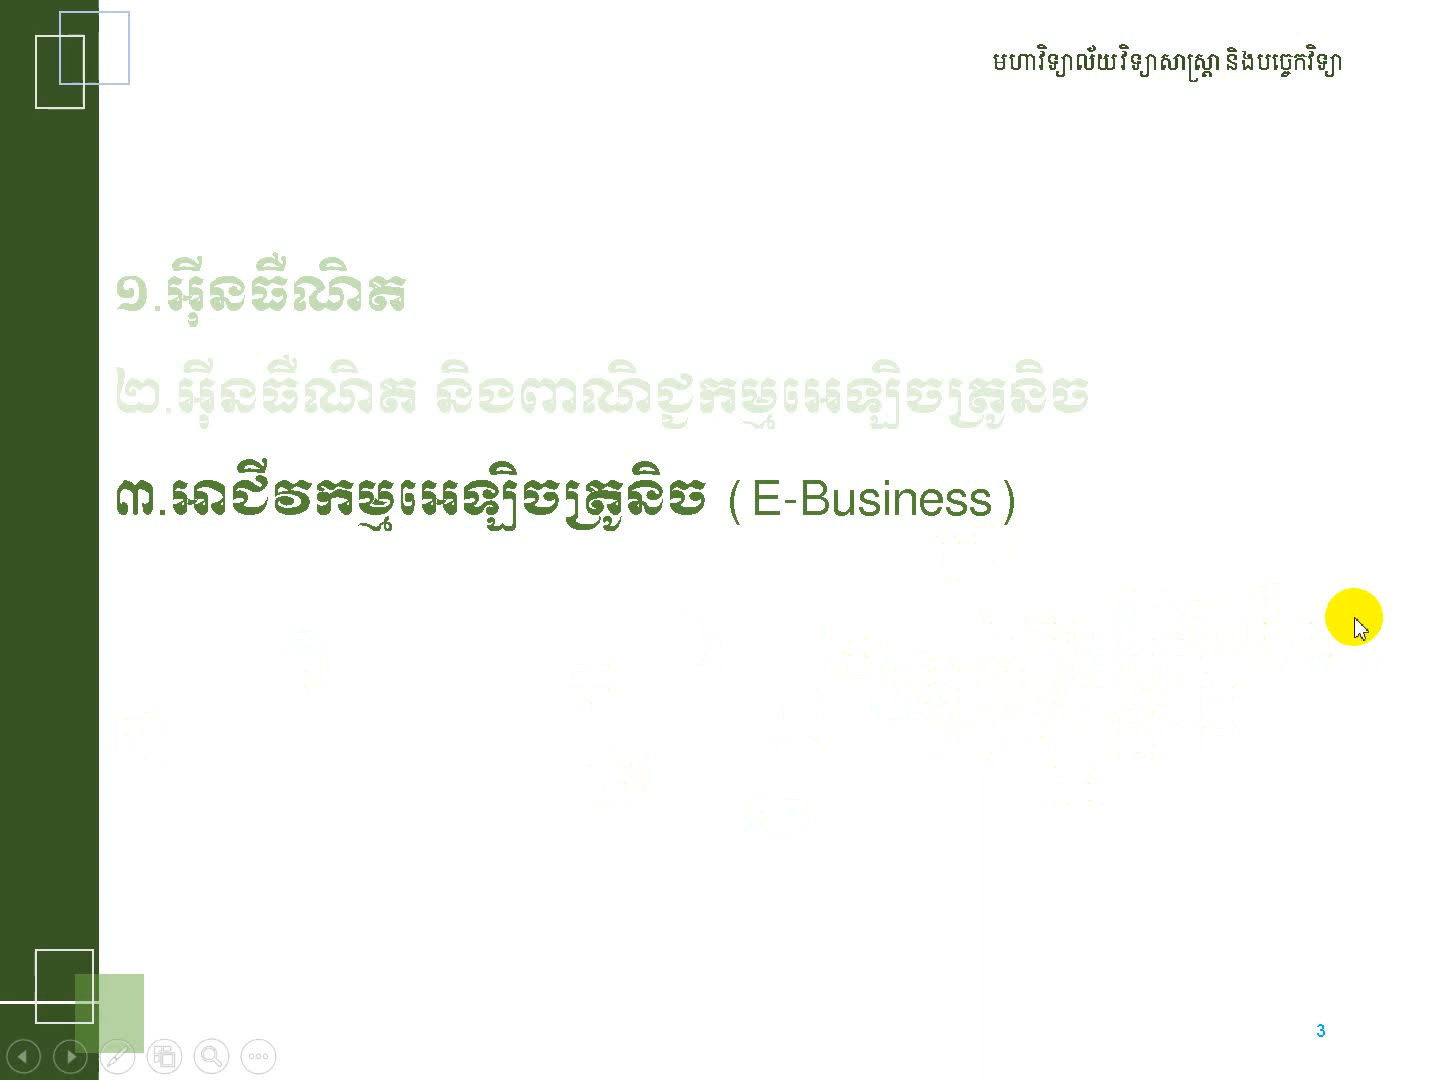 មហាវិទ្យាល័យវិទ្យាសាស្ត្រា និងបច្ចេកវិទ្យា
១.អ៊ីនធឺណិត
២.អ៊ីនធឺណិត និងពាណិជ្ជកម្មអេឡិចត្រូនិច
៣.អាជីវកម្មអេឡិចត្រូនិច (E-Business)
3